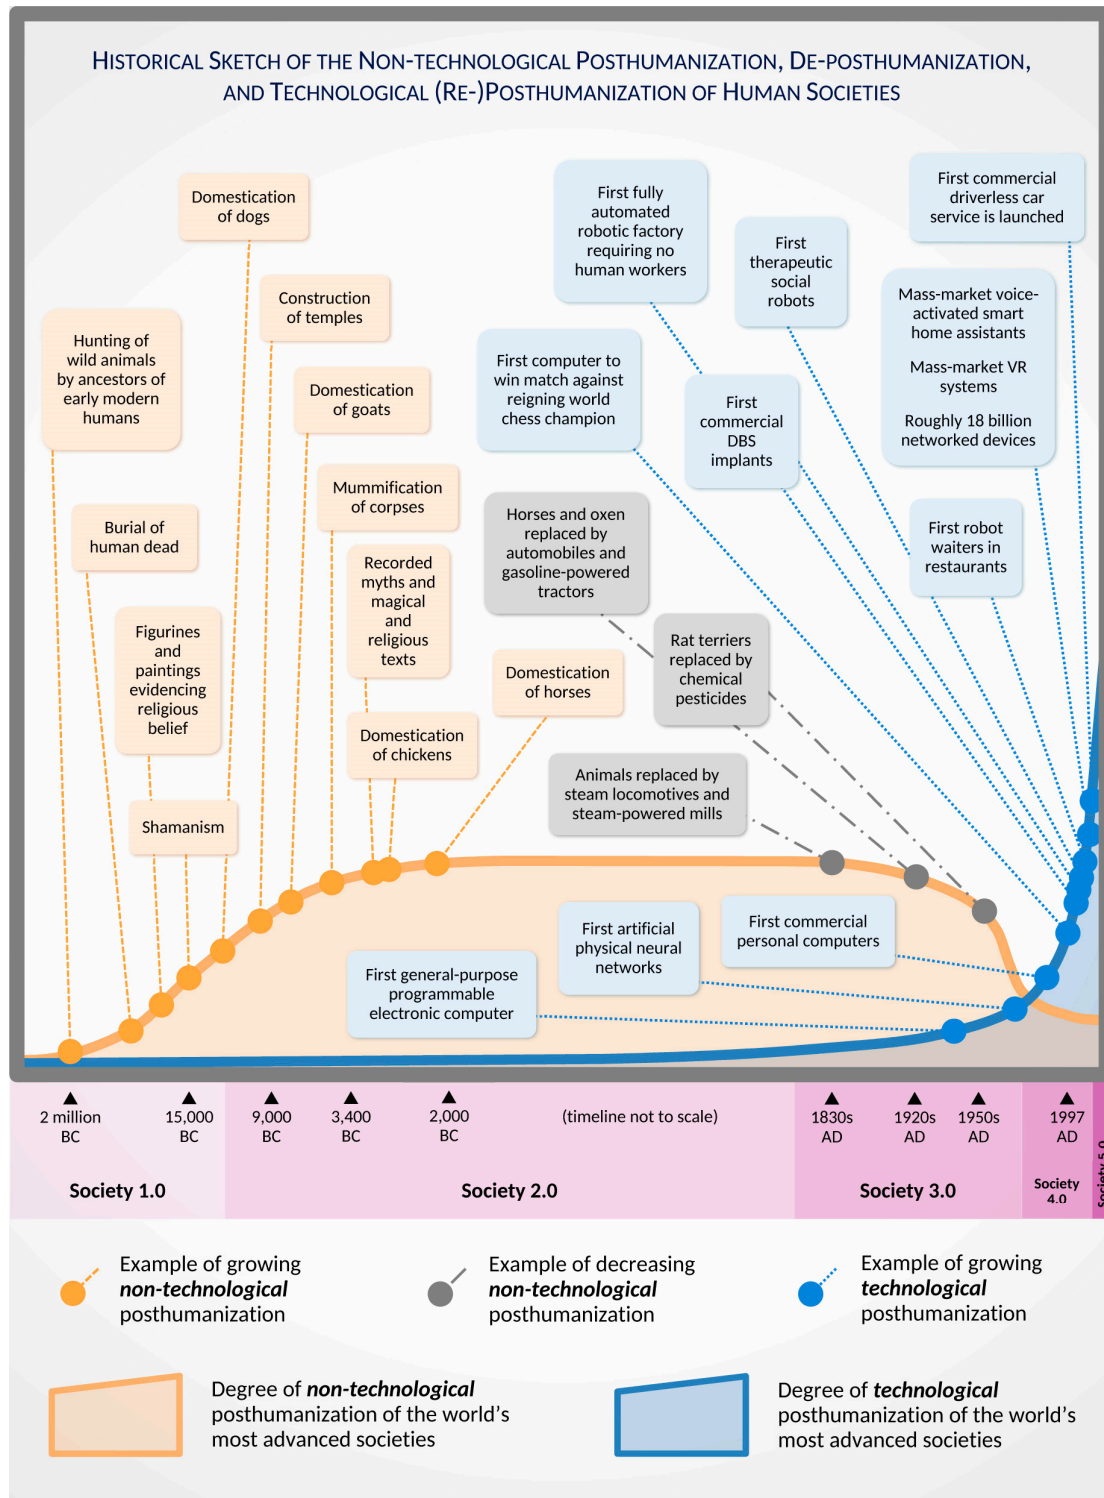 HISTORICAL SKETCH OF THE NON-TECHNOLOGICAL POSTHUMANIZATION, DE-POSTHUMANIZATION,
AND TECHNOLOGICAL (RE-)POSTHUMANIZATION OF HUMAN SOCIETIES
Domestication
of dogs
Construction
of temples
Hunting of
wild animals
by ancestors of
early modern
humans
Domestication
of goats
Mummification
of corpses
Burial of
human dead
Recorded
myths and
magical
and
religious
texts
Figurines
and
paintings
evidencing
religious
belief
Domestication
of chickens
Shamanism
Domestication
of horses
First fully
automated
robotic factory
requiring no
human workers
First
therapeutic
social
robots
First commercial
driverless car
service is launched
Mass-market voice-
activated smart
home assistants
Mass-market VR
systems
Roughly 18 billion
networked devices
First computer to
win match against
reigning world
chess champion
First
commercial
DBS
implants
First robot
waiters in
restaurants
Horses and oxen
replaced by
automobiles and
gasoline-powered
tractors
Rat terriers
replaced by
chemical
pesticides
Animals replaced by
steam locomotives and
steam-powered mills
First artificial
physical neural
networks
First commercial
personal computers
First general-purpose
programmable
electronic computer
2 million
BC
15,000
BC
9,000
BC
3,400
BC
2,000
BC
(timeline not to scale)
1830s
AD
1920s
AD
1950s
AD
1997
AD
Society 1.0
Society 2.0
Society 3.0
Society
4.0
Society 5.0
Example of growing
non-technological
posthumanization
Example of decreasing
non-technological
posthumanization
Example of growing
technological
posthumanization
Degree of non-technological
posthumanization of the world's
most advanced societies
Degree of technological
posthumanization of the world's
most advanced societies